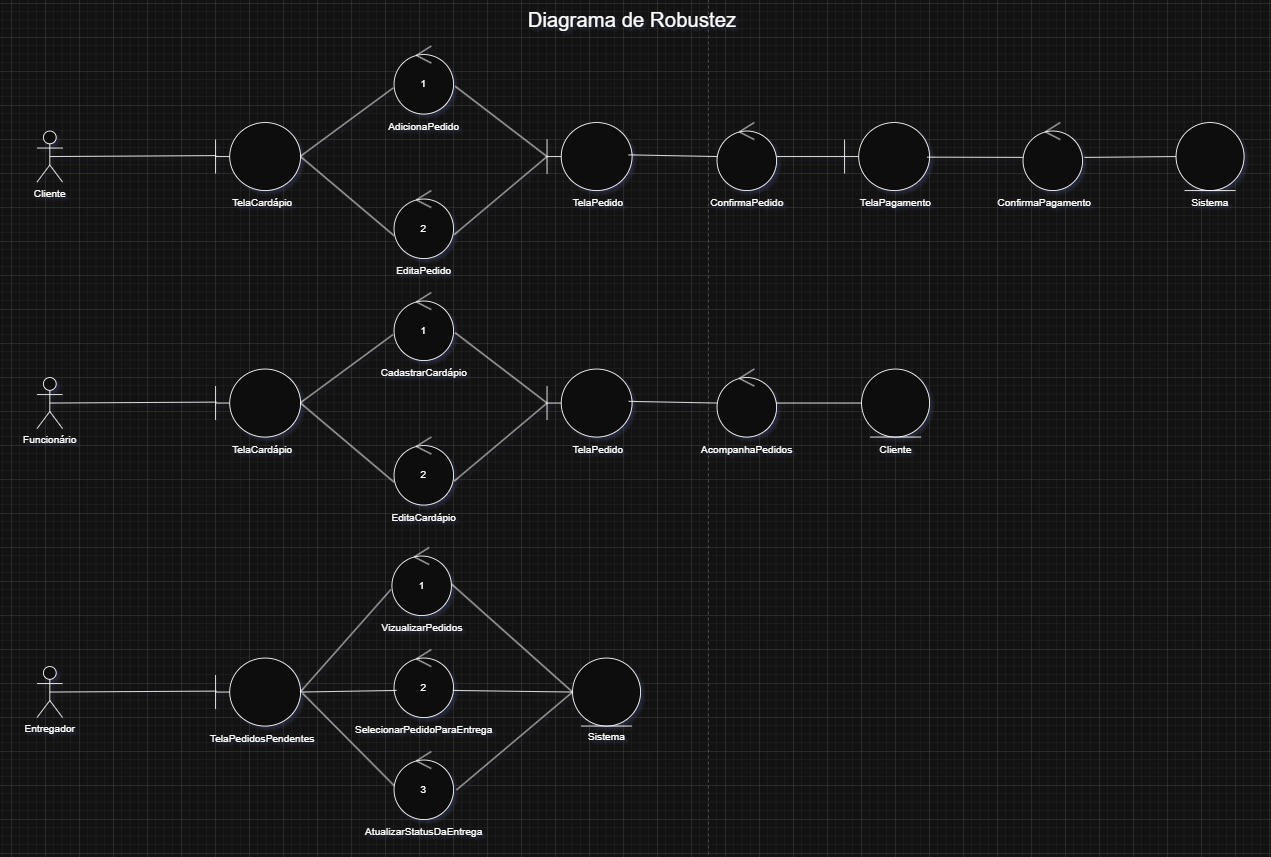 Diagrama de Robustez
1
AdicionaPedido
Cliente
TelaCardápio
TelaPedido
ConfirmaPedido
TelaPagamento
ConfirmaPagamento
Sistema
2
EditaPedido
1
CadastrarCardápio
Funcionário
TelaCardápio
TelaPedido
AcompanhaPedidos
Cliente
2
EditaCardápio
1
VizualizarPedidos
2
SelecionarPedidoParaEntrega
Entregador
TelaPedidosPendentes
Sistema
3
AtualizarStatusDaEntrega